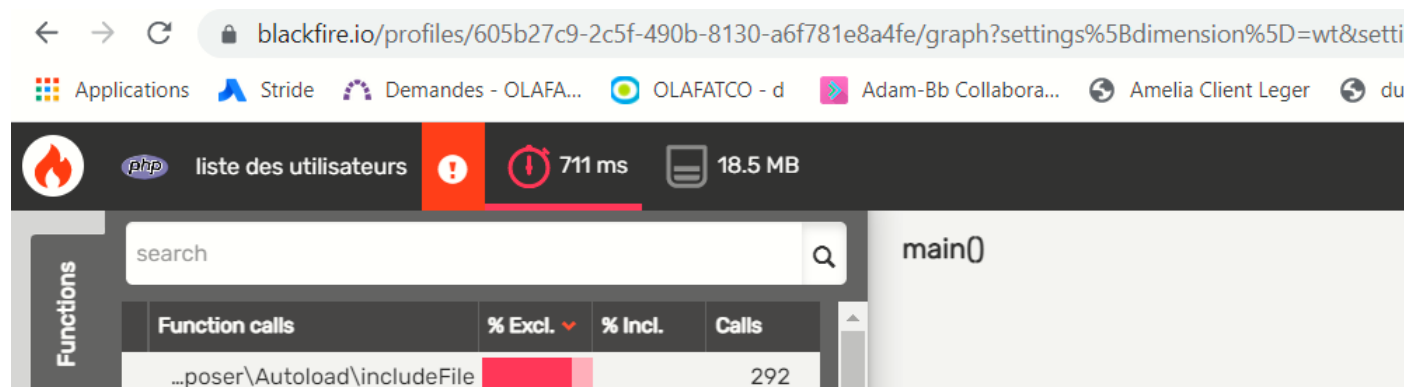 blackfire.io/profiles/605b27c9-2c5f-490b-8130-a6f781e8a4fe/graph?settings%5Bdimension%5D=wt&setti
Applications Stride Demandes - OLAFA... OLAFATCO - d Adam-Bb Collabora... Amelia Client Leger du
php liste des utilisateurs ! 711 ms 18.5 MB
search
main()
Functions
Function calls % Excl. % Incl. Calls
...poser\Autoload\includeFile 292